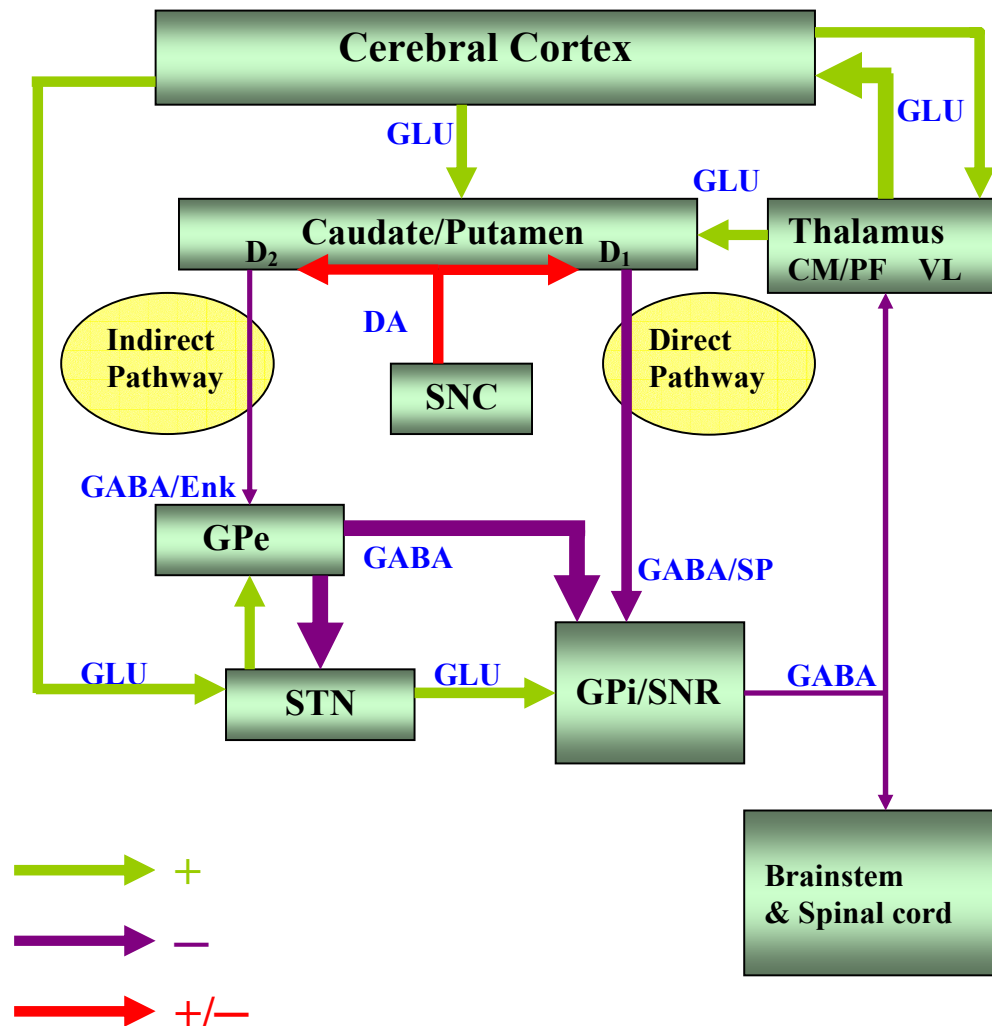 Cerebral Cortex
GLU
GLU
GLU
Caudate/Putamen
D₂
D₁
Thalamus
CM/PF VL
Indirect
Pathway
DA
Direct
Pathway
SNC
GABA/Enk
GPe
GABA
GABA/SP
GLU
STN
GLU
GPi/SNR
GABA
Brainstem
& Spinal cord
+
–
+/–